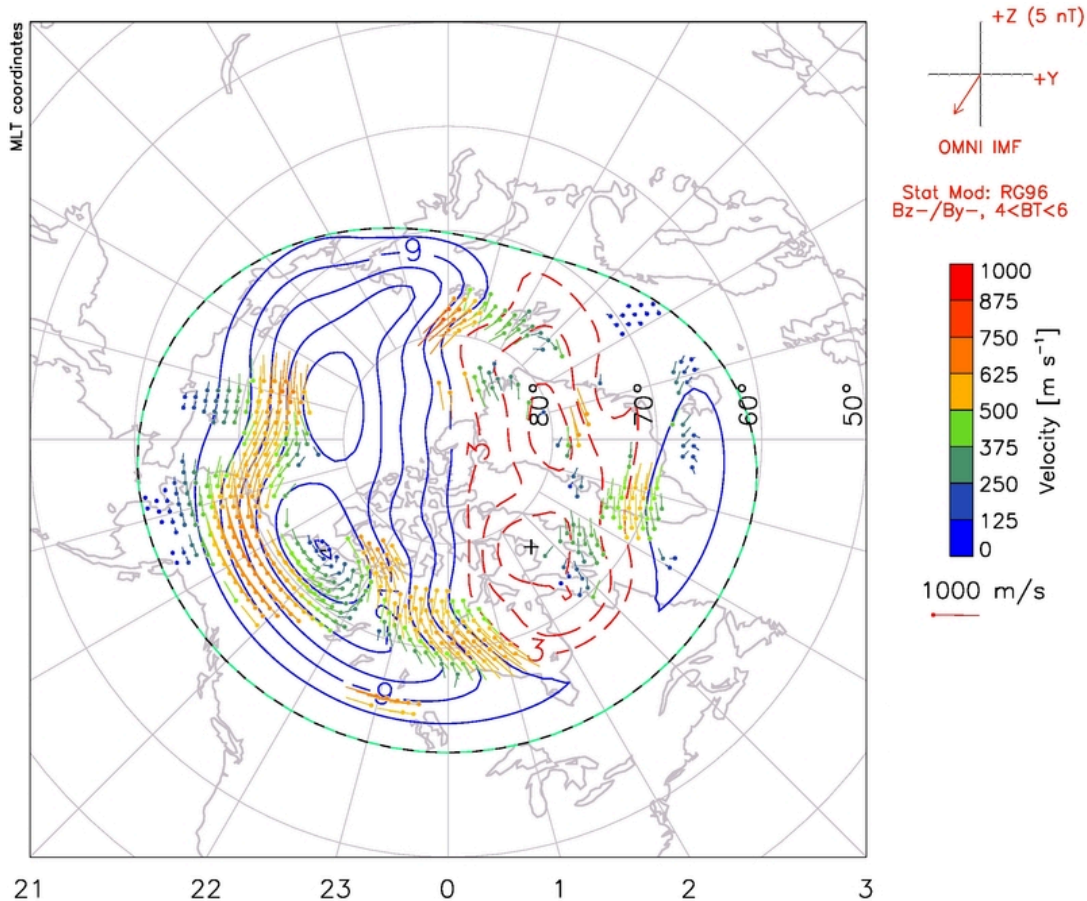 MLT coordinates
+Z (5 nT)
+Y
OMNI IMF
Stat Mod: RG96
Bz-/By-, 4<BT<6
1000
875
750
625
500
375
250
125
0
Velocity [m s⁻¹]
1000 m/s
9
3
80°
70°
60°
50°
3
3
9
+
21 22 23 0 1 2 3